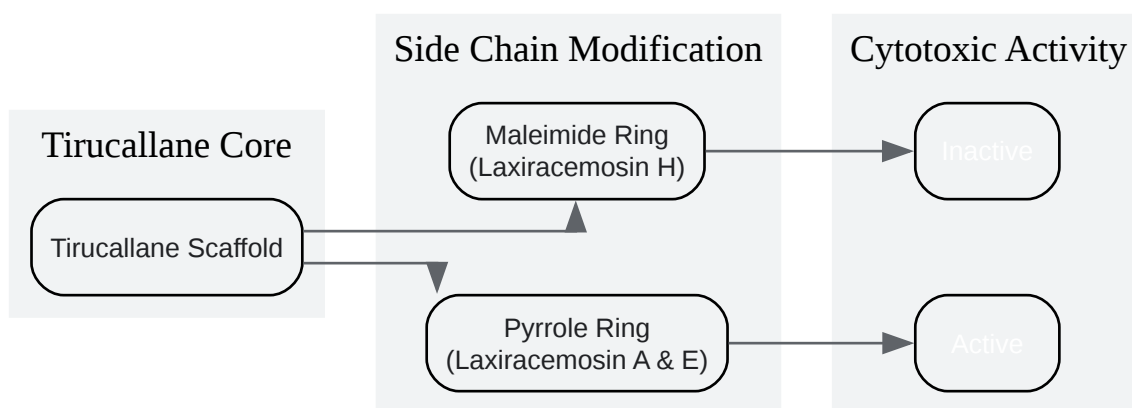 Side Chain Modification
Cytotoxic Activity
Tirucallane Core
Maleimide Ring
(Laxiracemosin H)
Inactive
Tirucallane Scaffold
Pyrrole Ring
(Laxiracemosin A & E)
Active